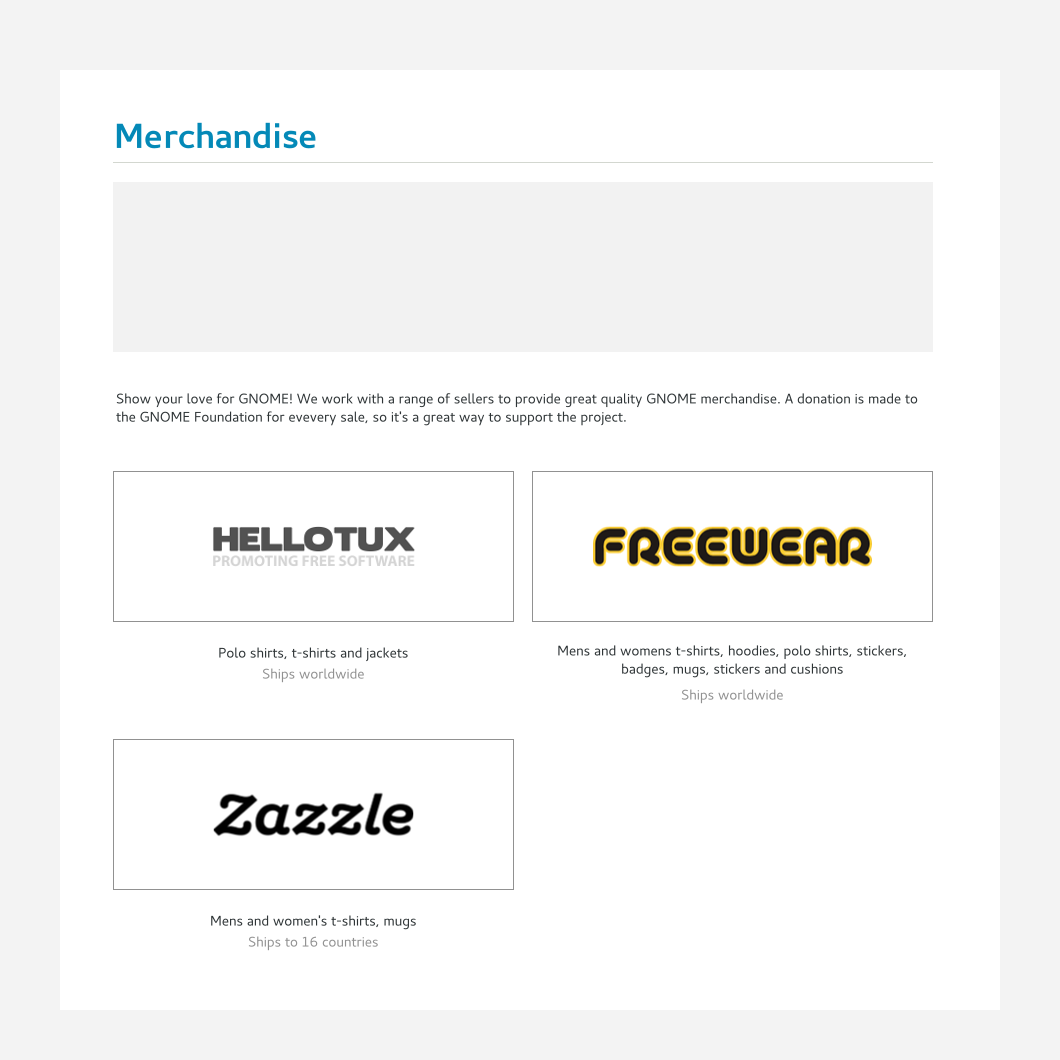 Merchandise
Show your love for GNOME! We work with a range of sellers to provide great quality GNOME merchandise. A donation is made to
the GNOME Foundation for evevery sale, so it's a great way to support the project.
HELLOTUX
PROMOTING FREE SOFTWARE
FREEWEAR
Polo shirts, t-shirts and jackets
Ships worldwide
Mens and womens t-shirts, hoodies, polo shirts, stickers,
badges, mugs, stickers and cushions
Ships worldwide
Zazzle
Mens and women's t-shirts, mugs
Ships to 16 countries